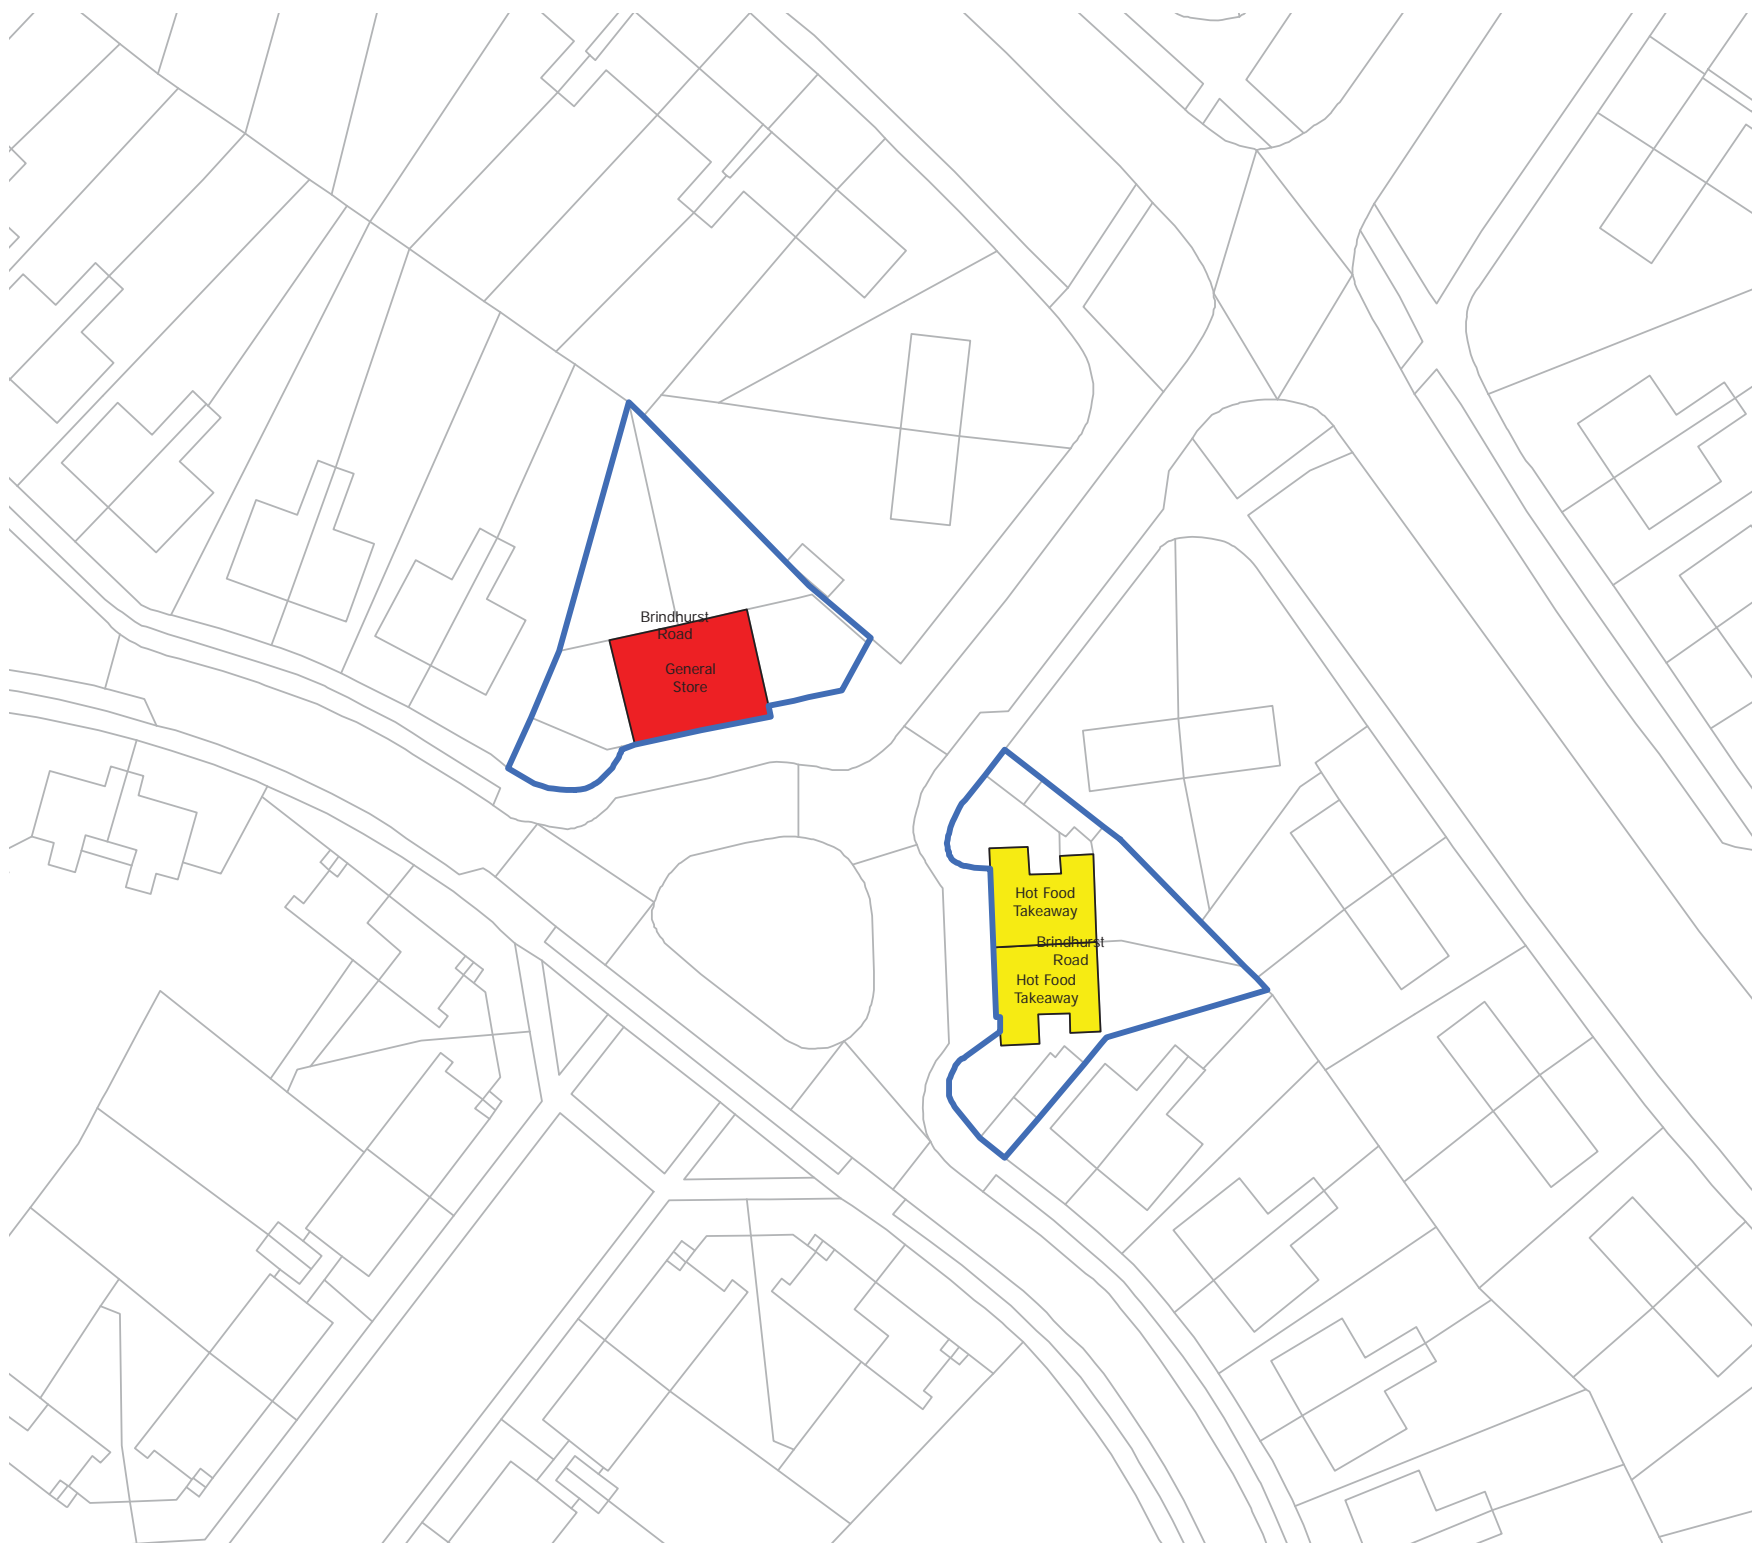 Brindhurst
Road
General
Store
Hot Food
Takeaway
Brindhurst
Road
Hot Food
Takeaway